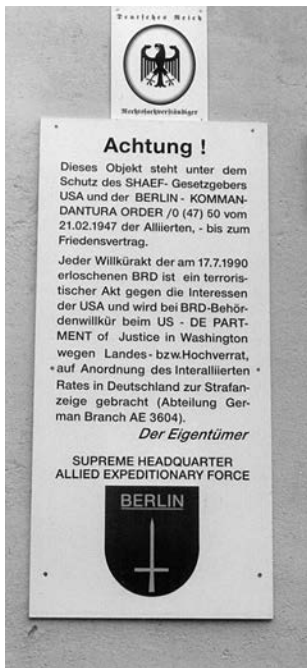 Deutsches Reich
Rechtssachverständiger
Achtung !
Dieses Objekt steht unter dem
Schutz des SHAEF- Gesetzgebers
USA und der BERLIN - KOMMAN-
DANTURA ORDER /0 (47) 50 vom
21.02.1947 der Alliierten, - bis zum
Friedensvertrag.
Jeder Willkürakt der am 17.7.1990
erloschenen BRD ist ein terroris-
tischer Akt gegen die Interessen
der USA und wird bei BRD-Behör-
denwillkür beim US - DE PART-
MENT of Justice in Washington
wegen Landes- bzw.Hochverrat,
auf Anordnung des Interalliierten
Rates in Deutschland zur Strafan-
zeige gebracht (Abteilung Ger-
man Branch AE 3604).
Der Eigentümer
SUPREME HEADQUARTER
ALLIED EXPEDITIONARY FORCE
BERLIN